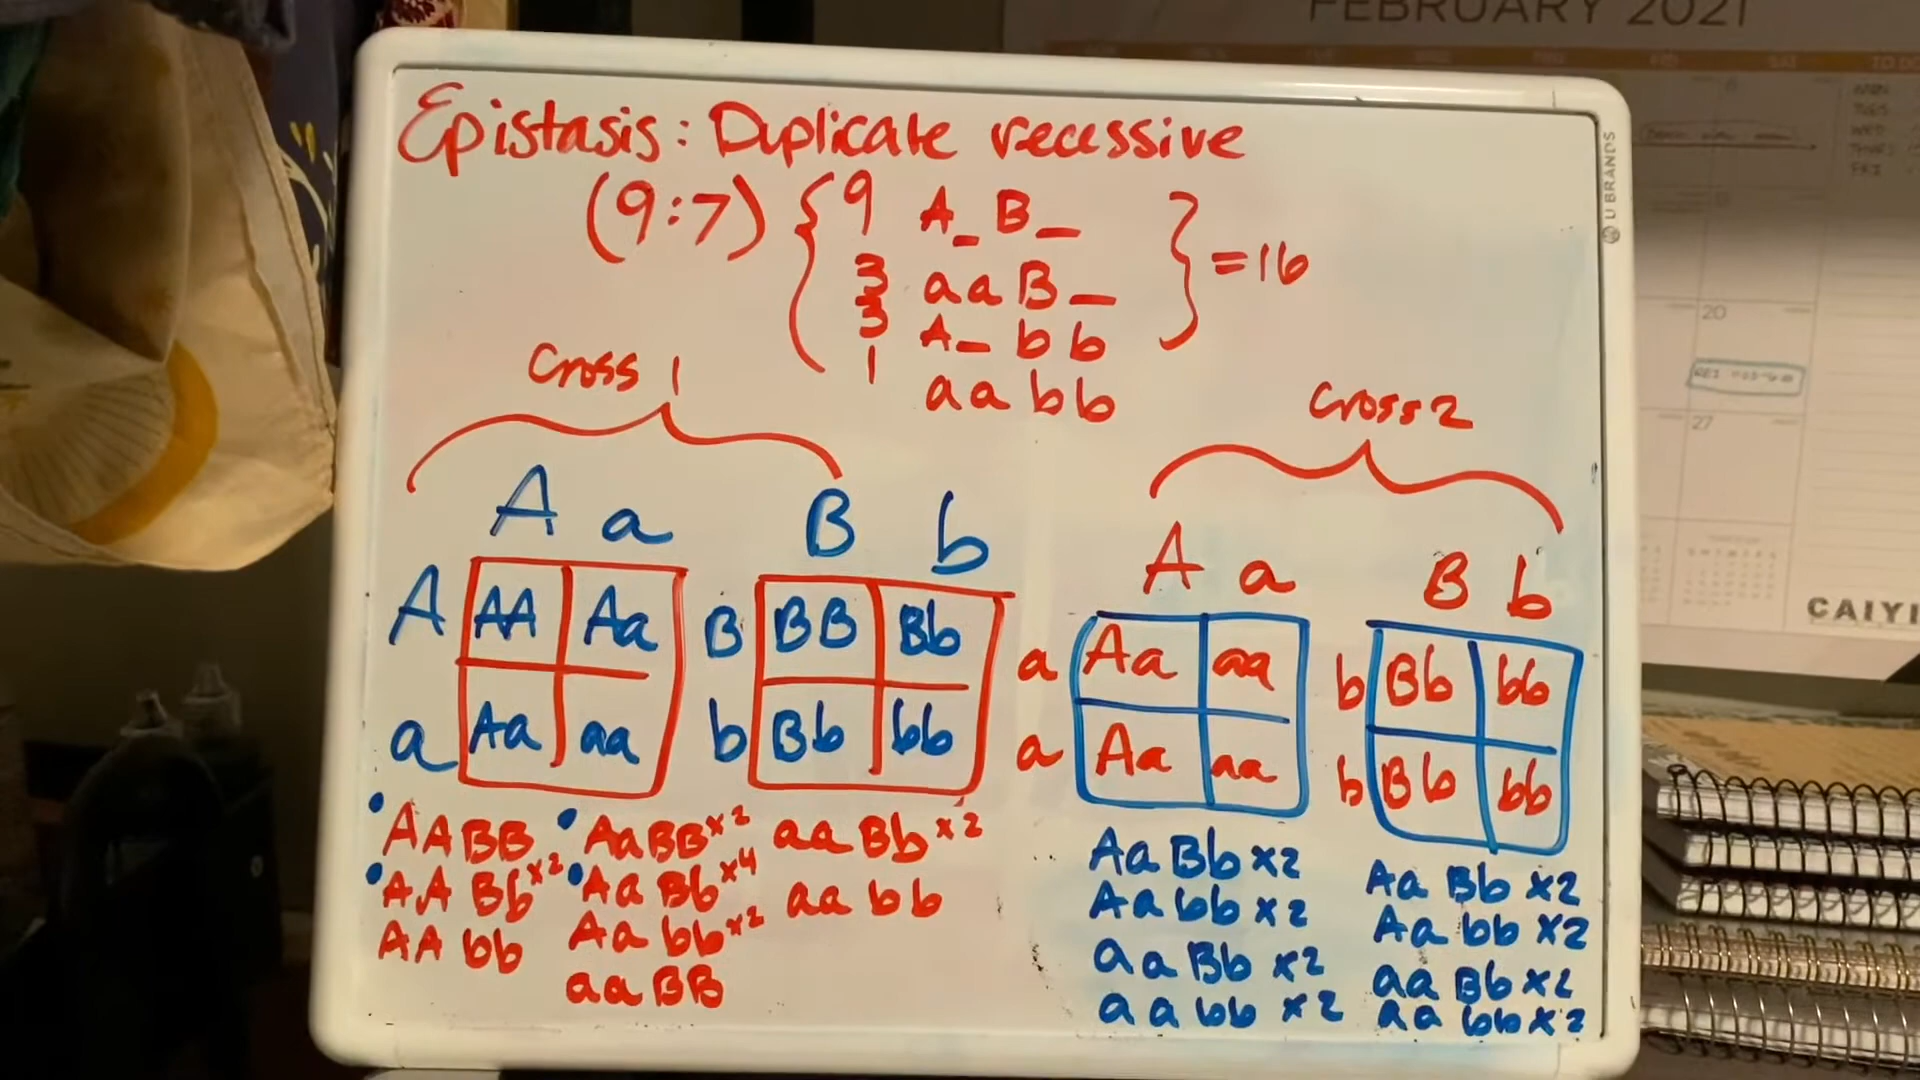 FEBRUARY 2021
U BRANDS
Epistasis: Duplicate recessive
(9:7) { 9 A_B_ } = 16
3 aaB_
3 A_bb
1 aabb
Cross 1
Cross 2
A a B b
A a B b
A AA Aa B BB Bb
a Aa aa b Bb bb
a Aa aa b Bb bb
a Aa aa b Bb bb
AABB
AABb x2
AAbb
AaBB x2
AaBb x4
Aabb x2
aaBB
aaBb x2
aabb
AaBb x2
Aabb x2
aaBb x2
aabb x2
AaBb x2
Aabb x2
aaBb x2
aabb x2
20
27
CAIYI